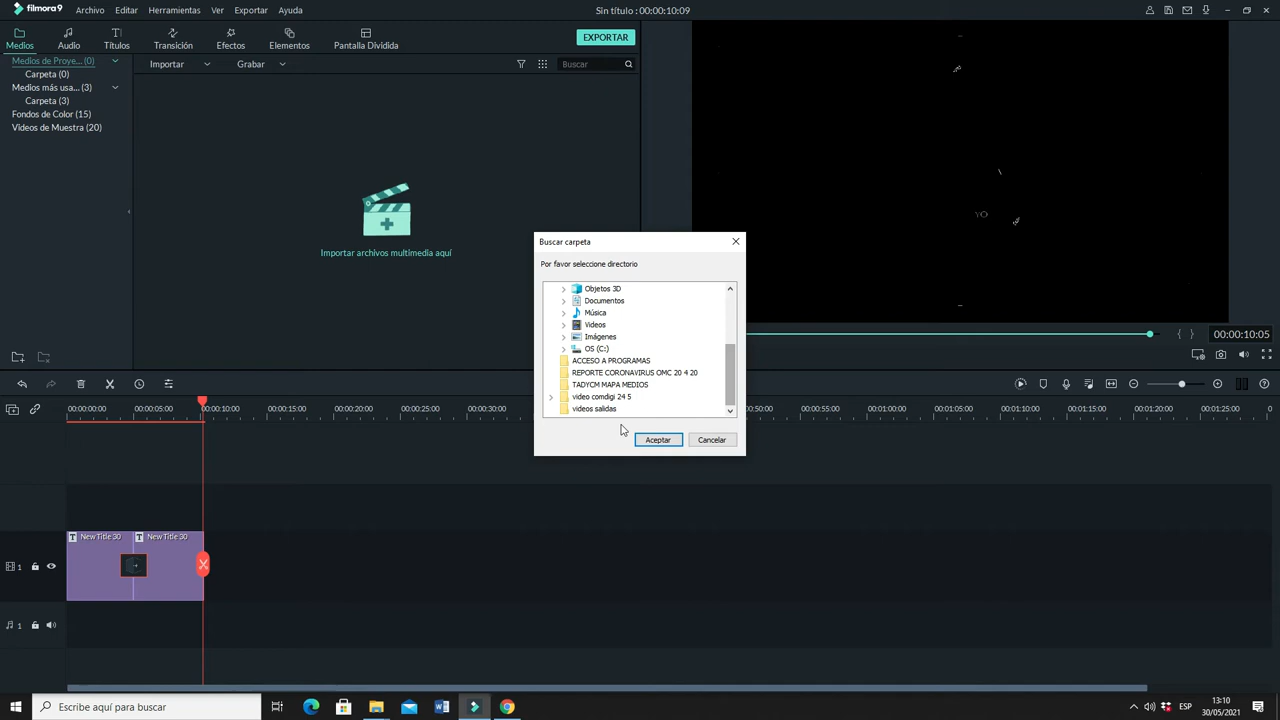 filmora9 Archivo Editar Herramientas Ver Exportar Ayuda Sin título : 00:00:10:09
Medios Audio Títulos Transición Efectos Elementos Pantalla Dividida EXPORTAR
Medios de Proye... (0) Importar Grabar Buscar
Carpeta (0)
Medios más usa... (3)
Carpeta (3)
Fondos de Color (15)
Videos de Muestra (20)
Importar archivos multimedia aquí
YO
Buscar carpeta
Por favor seleccione directorio
Objetos 3D
Documentos
Música
Videos
Imágenes
OS (C:)
ACCESO A PROGRAMAS
REPORTE CORONAVIRUS OMC 20 4 20
TADYCM MAPA MEDIOS
video comdigi 24 5
videos salidas
Aceptar Cancelar
{ } 00:00:10:05
00:00:00:00 00:00:05:00 00:00:10:00 00:00:15:00 00:00:20:00 00:00:25:00 00:00:30:00 00:50:00 00:00:55:00 00:01:00:00 00:01:05:00 00:01:10:00 00:01:15:00 00:01:20:00 00:01:25:00
T New Title 30 T New Title 30
1
1
Escribe aquí para buscar
ESP
13:10
30/05/2021